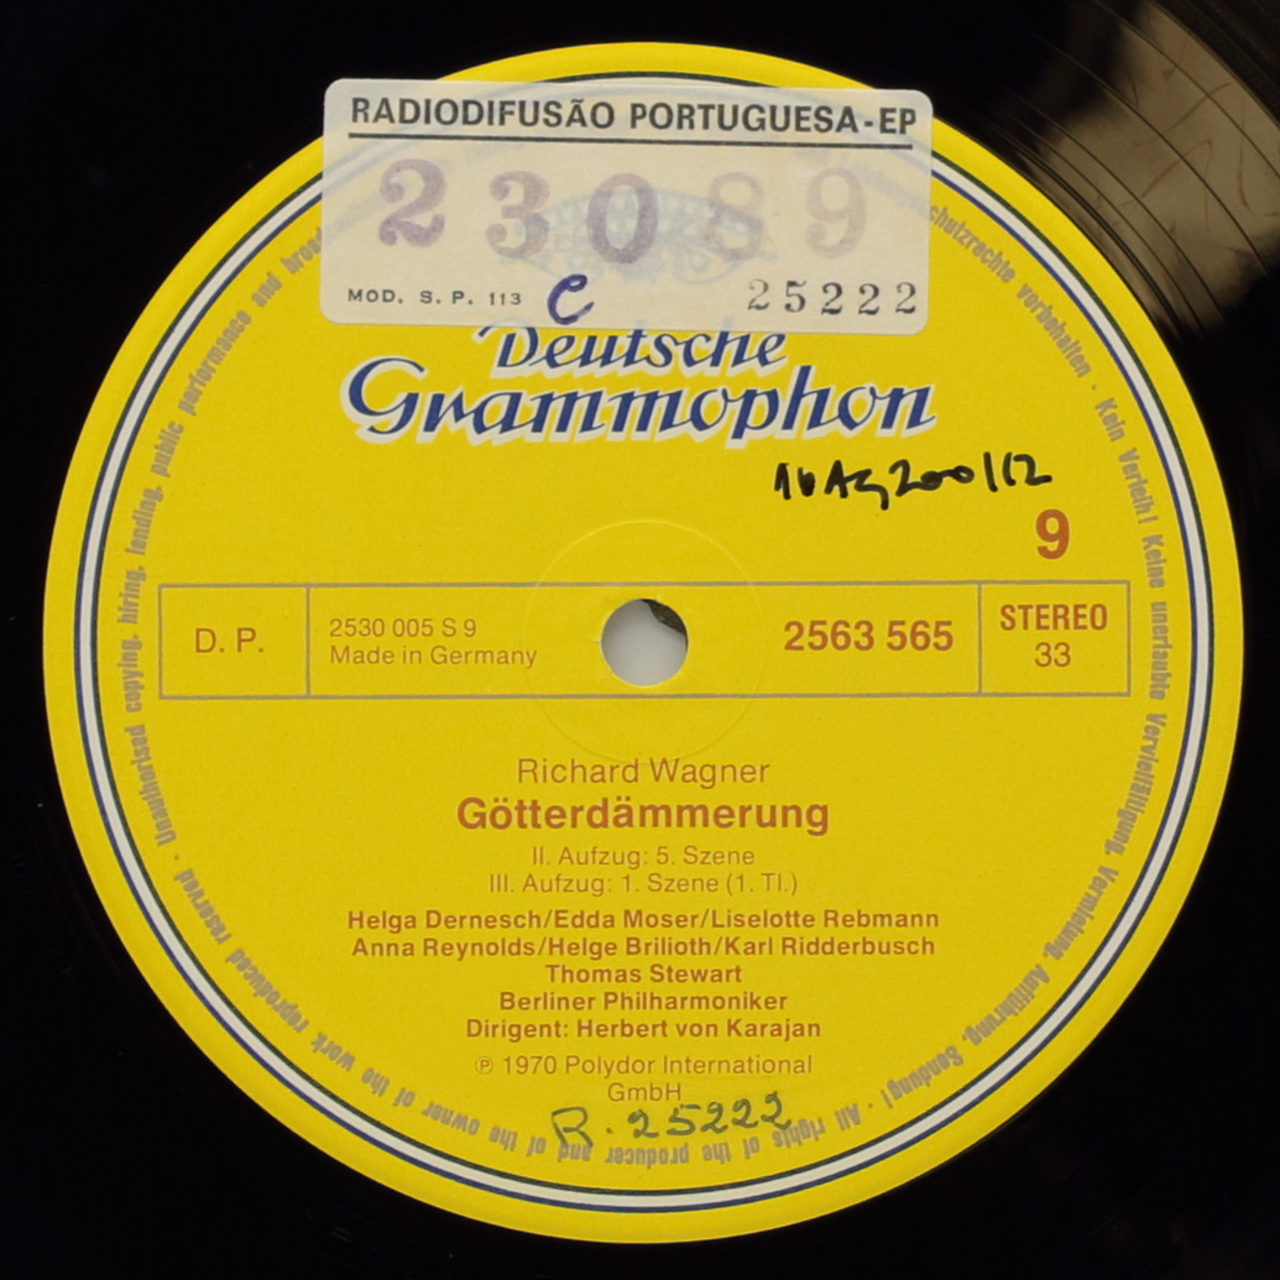 RADIODIFUSÃO PORTUGUESA-EP
23089
MOD. S. P. 113 C 25222
Deutsche
Grammophon
9
D. P.
2530 005 S 9
Made in Germany
2563 565
STEREO
33
Richard Wagner
Götterdämmerung
II. Aufzug: 5. Szene
III. Aufzug: 1. Szene (1. Tl.)
Helga Dernesch/Edda Moser/Liselotte Rebmann
Anna Reynolds/Helge Brilioth/Karl Ridderbusch
Thomas Stewart
Berliner Philharmoniker
Dirigent: Herbert von Karajan
℗ 1970 Polydor International
GmbH
R. 25222
chutzrechte vorbehalten · Kein Verleih! Keine unerlaubte Vervielfältigung, Vermietung, Aufführung, Sendung! · All rights of the producer and of the owner of the work reproduced reserved · Unauthorised copying, hiring, lending, public performance and broad